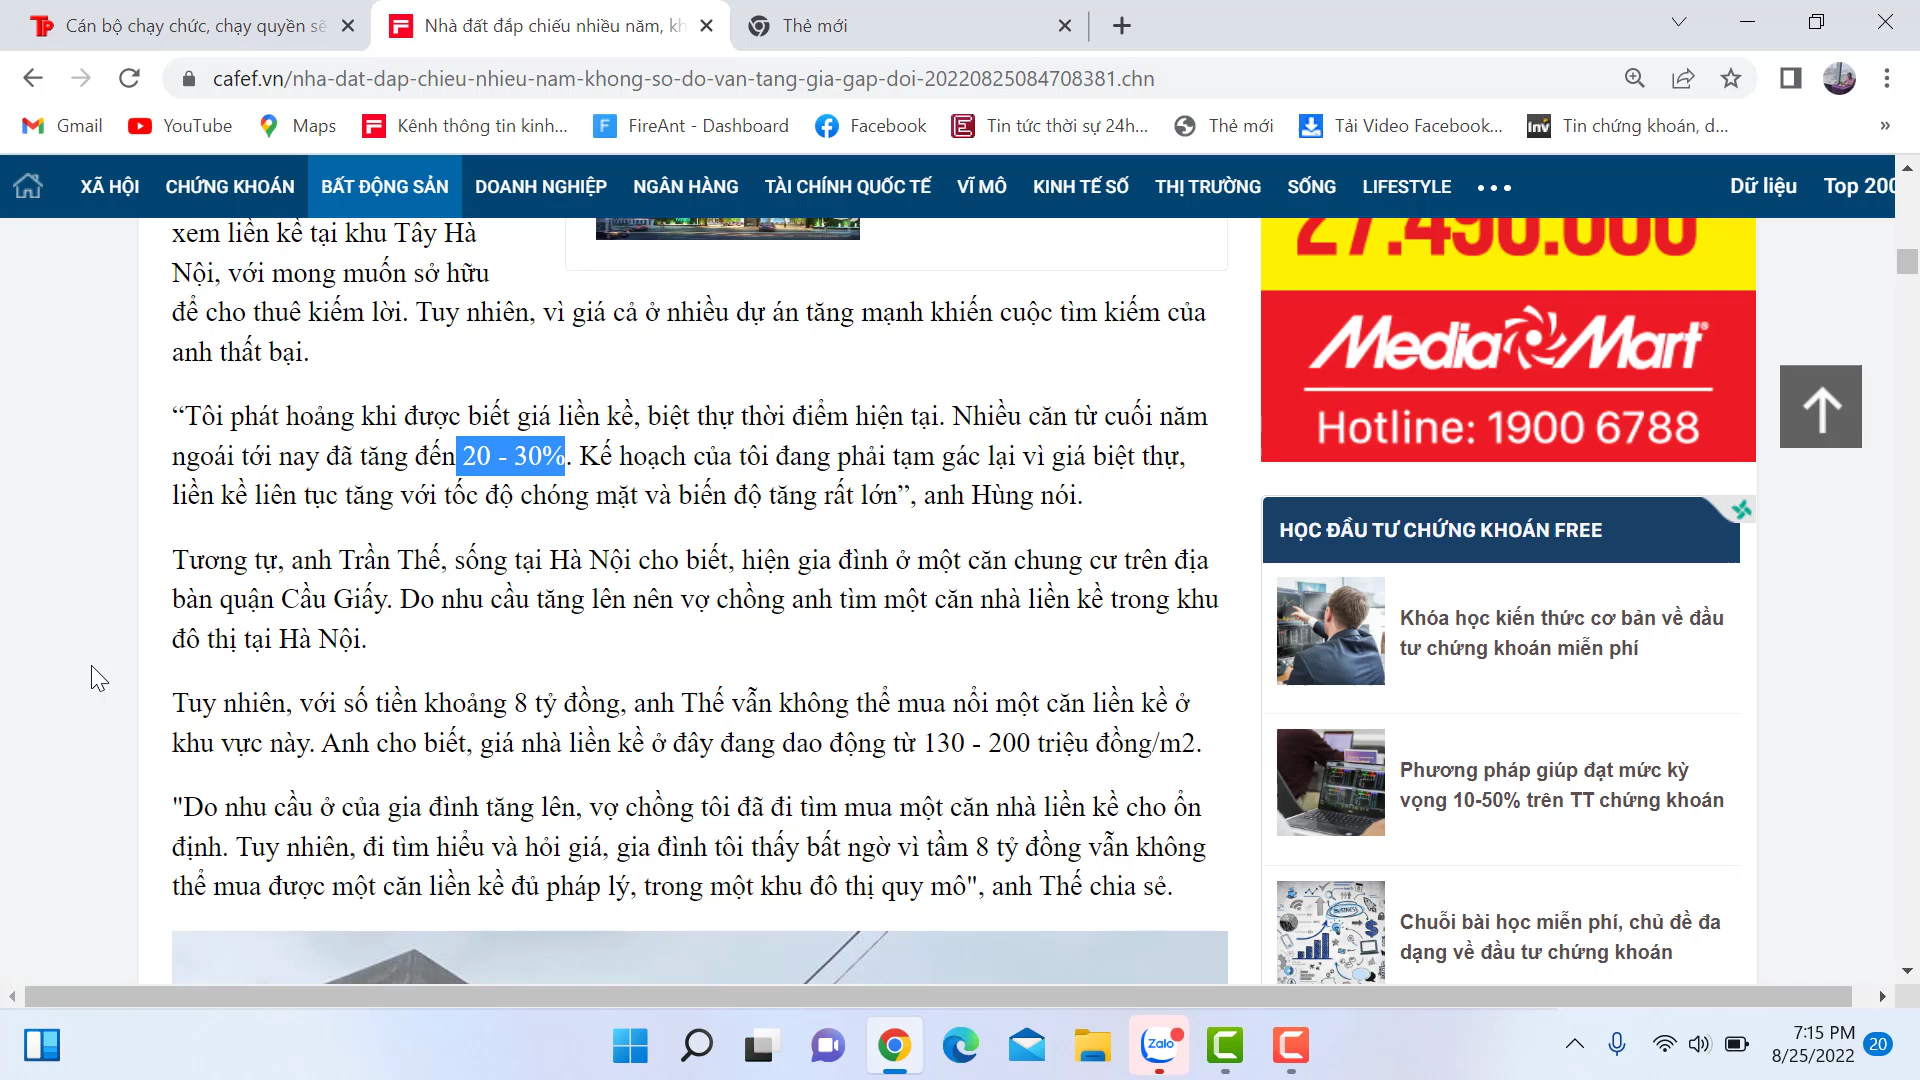 Cán bộ chạy chức, chạy quyền sẽ
Nhà đất đắp chiếu nhiều năm, kh
Thẻ mới
cafef.vn/nha-dat-dap-chieu-nhieu-nam-khong-so-do-van-tang-gia-gap-doi-20220825084708381.chn
Gmail YouTube Maps Kênh thông tin kinh... FireAnt - Dashboard Facebook Tin tức thời sự 24h... Thẻ mới Tải Video Facebook... Tin chứng khoán, d... »
XÃ HỘI CHỨNG KHOÁN BẤT ĐỘNG SẢN DOANH NGHIỆP NGÂN HÀNG TÀI CHÍNH QUỐC TẾ VĨ MÔ KINH TẾ SỐ THỊ TRƯỜNG SỐNG LIFESTYLE ••• Dữ liệu Top 200
xem liền kề tại khu Tây Hà
Nội, với mong muốn sở hữu
để cho thuê kiếm lời. Tuy nhiên, vì giá cả ở nhiều dự án tăng mạnh khiến cuộc tìm kiếm của
anh thất bại.
“Tôi phát hoảng khi được biết giá liền kề, biệt thự thời điểm hiện tại. Nhiều căn từ cuối năm
ngoái tới nay đã tăng đến 20 - 30%. Kế hoạch của tôi đang phải tạm gác lại vì giá biệt thự,
liền kề liên tục tăng với tốc độ chóng mặt và biến độ tăng rất lớn”, anh Hùng nói.
Tương tự, anh Trần Thế, sống tại Hà Nội cho biết, hiện gia đình ở một căn chung cư trên địa
bàn quận Cầu Giấy. Do nhu cầu tăng lên nên vợ chồng anh tìm một căn nhà liền kề trong khu
đô thị tại Hà Nội.
Tuy nhiên, với số tiền khoảng 8 tỷ đồng, anh Thế vẫn không thể mua nổi một căn liền kề ở
khu vực này. Anh cho biết, giá nhà liền kề ở đây đang dao động từ 130 - 200 triệu đồng/m2.
"Do nhu cầu ở của gia đình tăng lên, vợ chồng tôi đã đi tìm mua một căn nhà liền kề cho ổn
định. Tuy nhiên, đi tìm hiểu và hỏi giá, gia đình tôi thấy bất ngờ vì tầm 8 tỷ đồng vẫn không
thể mua được một căn liền kề đủ pháp lý, trong một khu đô thị quy mô", anh Thế chia sẻ.
27.490.000
Media Mart
Hotline: 1900 6788
HỌC ĐẦU TƯ CHỨNG KHOÁN FREE
Khóa học kiến thức cơ bản về đầu
tư chứng khoán miễn phí
Phương pháp giúp đạt mức kỳ
vọng 10-50% trên TT chứng khoán
BUSINESS
Chuỗi bài học miễn phí, chủ đề đa
dạng về đầu tư chứng khoán
Zalo
7:15 PM
8/25/2022
20